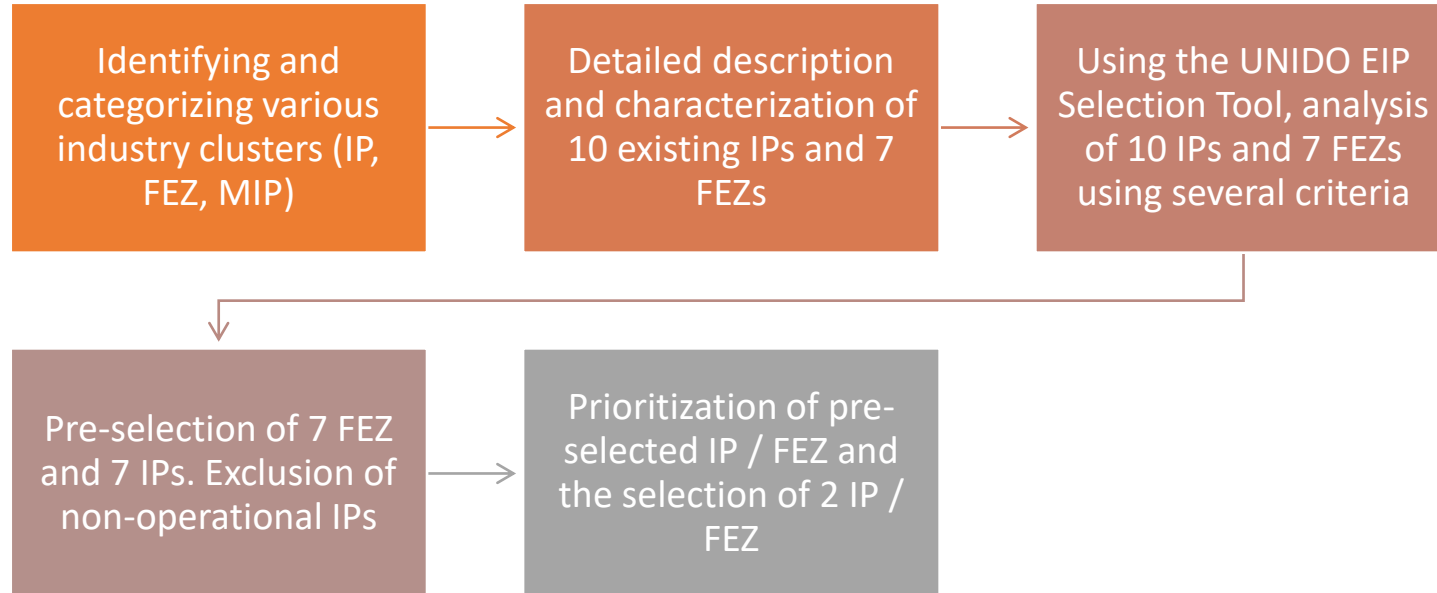 Identifying and
categorizing various
industry clusters (IP,
FEZ, MIP)
Detailed description
and characterization of
10 existing IPs and 7
FEZs
Using the UNIDO EIP
Selection Tool, analysis
of 10 IPs and 7 FEZs
using several criteria
Pre-selection of 7 FEZ
and 7 IPs. Exclusion of
non-operational IPs
Prioritization of pre-
selected IP / FEZ and
the selection of 2 IP /
FEZ